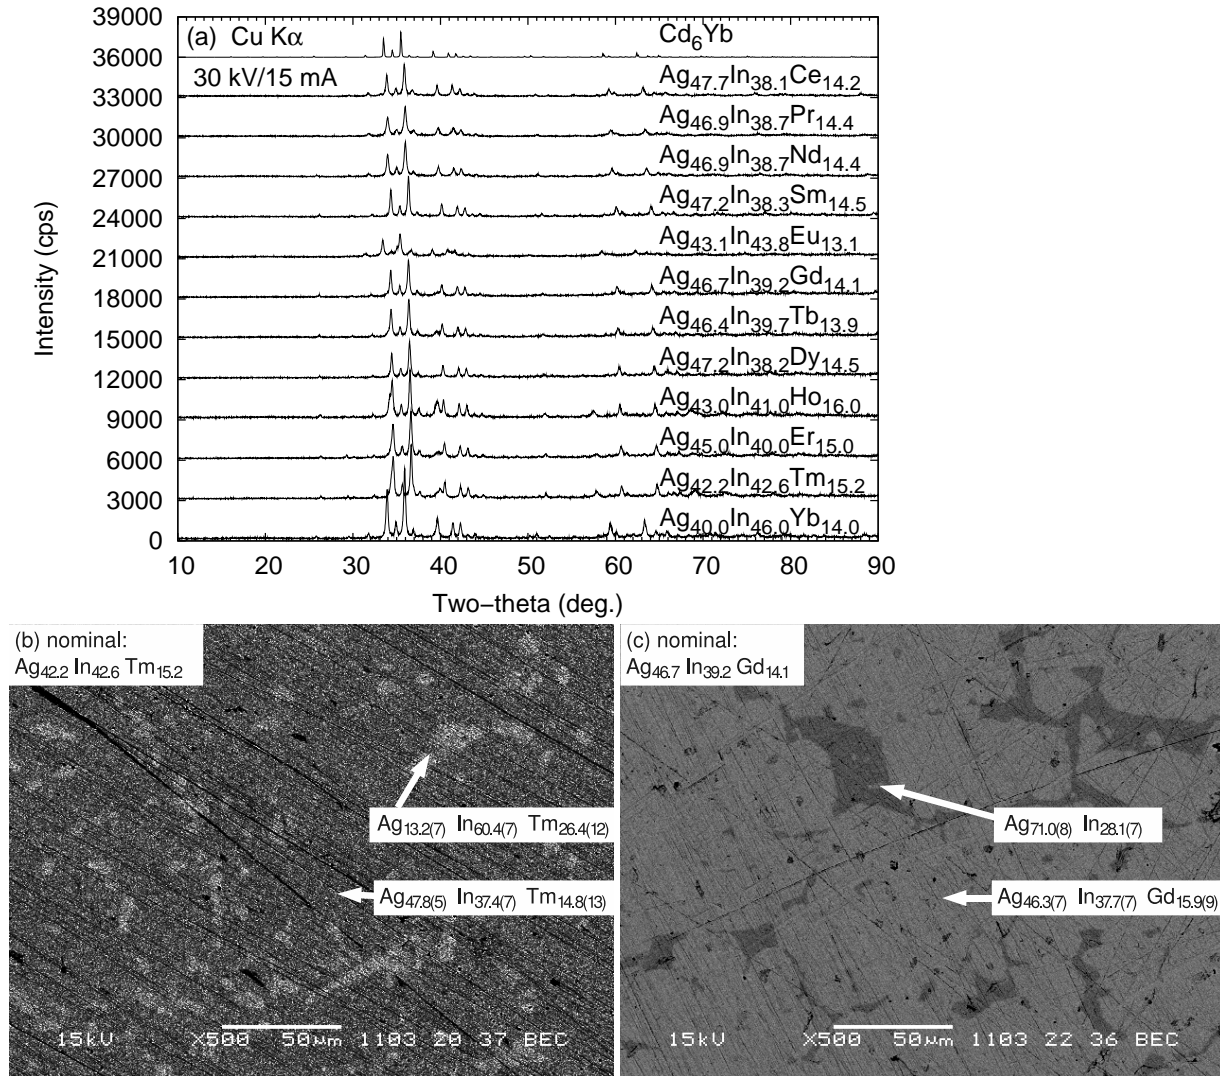 (a) Cu Kα
30 kV/15 mA
Intensity (cps)
39000
36000
33000
30000
27000
24000
21000
18000
15000
12000
9000
6000
3000
0
Cd6Yb
Ag47.7In38.1Ce14.2
Ag46.9In38.7Pr14.4
Ag46.9In38.7Nd14.4
Ag47.2In38.3Sm14.5
Ag43.1In43.8Eu13.1
Ag46.7In39.2Gd14.1
Ag46.4In39.7Tb13.9
Ag47.2In38.2Dy14.5
Ag43.0In41.0Ho16.0
Ag45.0In40.0Er15.0
Ag42.2In42.6Tm15.2
Ag40.0In46.0Yb14.0
10 20 30 40 50 60 70 80 90
Two−theta (deg.)
(b) nominal:
Ag42.2 In42.6 Tm15.2
Ag13.2(7) In60.4(7) Tm26.4(12)
Ag47.8(5) In37.4(7) Tm14.8(13)
15kV X500 50μm 1103 20 37 BEC
(c) nominal:
Ag46.7 In39.2 Gd14.1
Ag71.0(8) In28.1(7)
Ag46.3(7) In37.7(7) Gd15.9(9)
15kV X500 50μm 1103 22 36 BEC